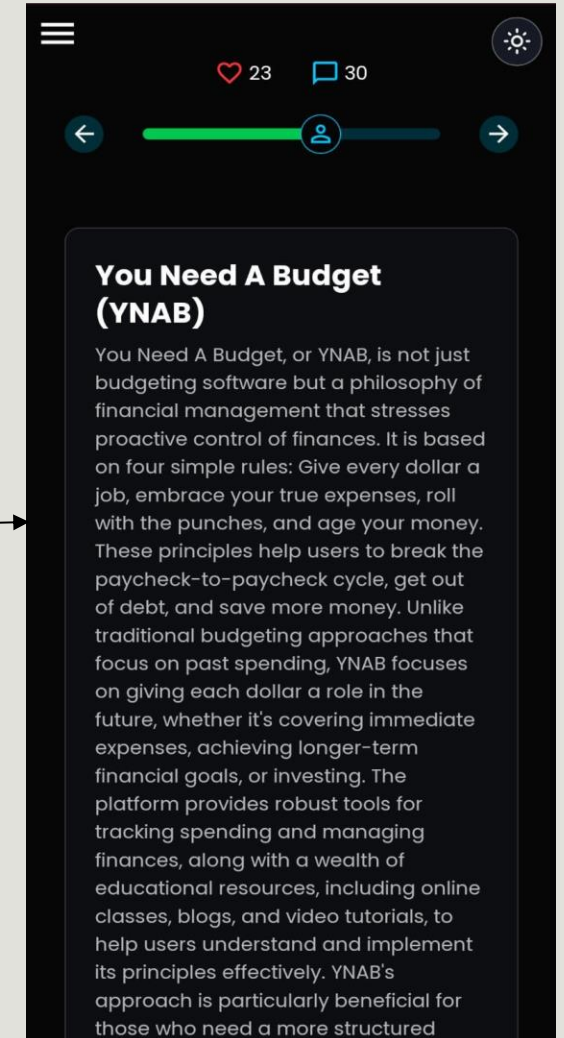 23 30
You Need A Budget
(YNAB)
You Need A Budget, or YNAB, is not just
budgeting software but a philosophy of
financial management that stresses
proactive control of finances. It is based
on four simple rules: Give every dollar a
job, embrace your true expenses, roll
with the punches, and age your money.
These principles help users to break the
paycheck-to-paycheck cycle, get out
of debt, and save more money. Unlike
traditional budgeting approaches that
focus on past spending, YNAB focuses
on giving each dollar a role in the
future, whether it's covering immediate
expenses, achieving longer-term
financial goals, or investing. The
platform provides robust tools for
tracking spending and managing
finances, along with a wealth of
educational resources, including online
classes, blogs, and video tutorials, to
help users understand and implement
its principles effectively. YNAB's
approach is particularly beneficial for
those who need a more structured